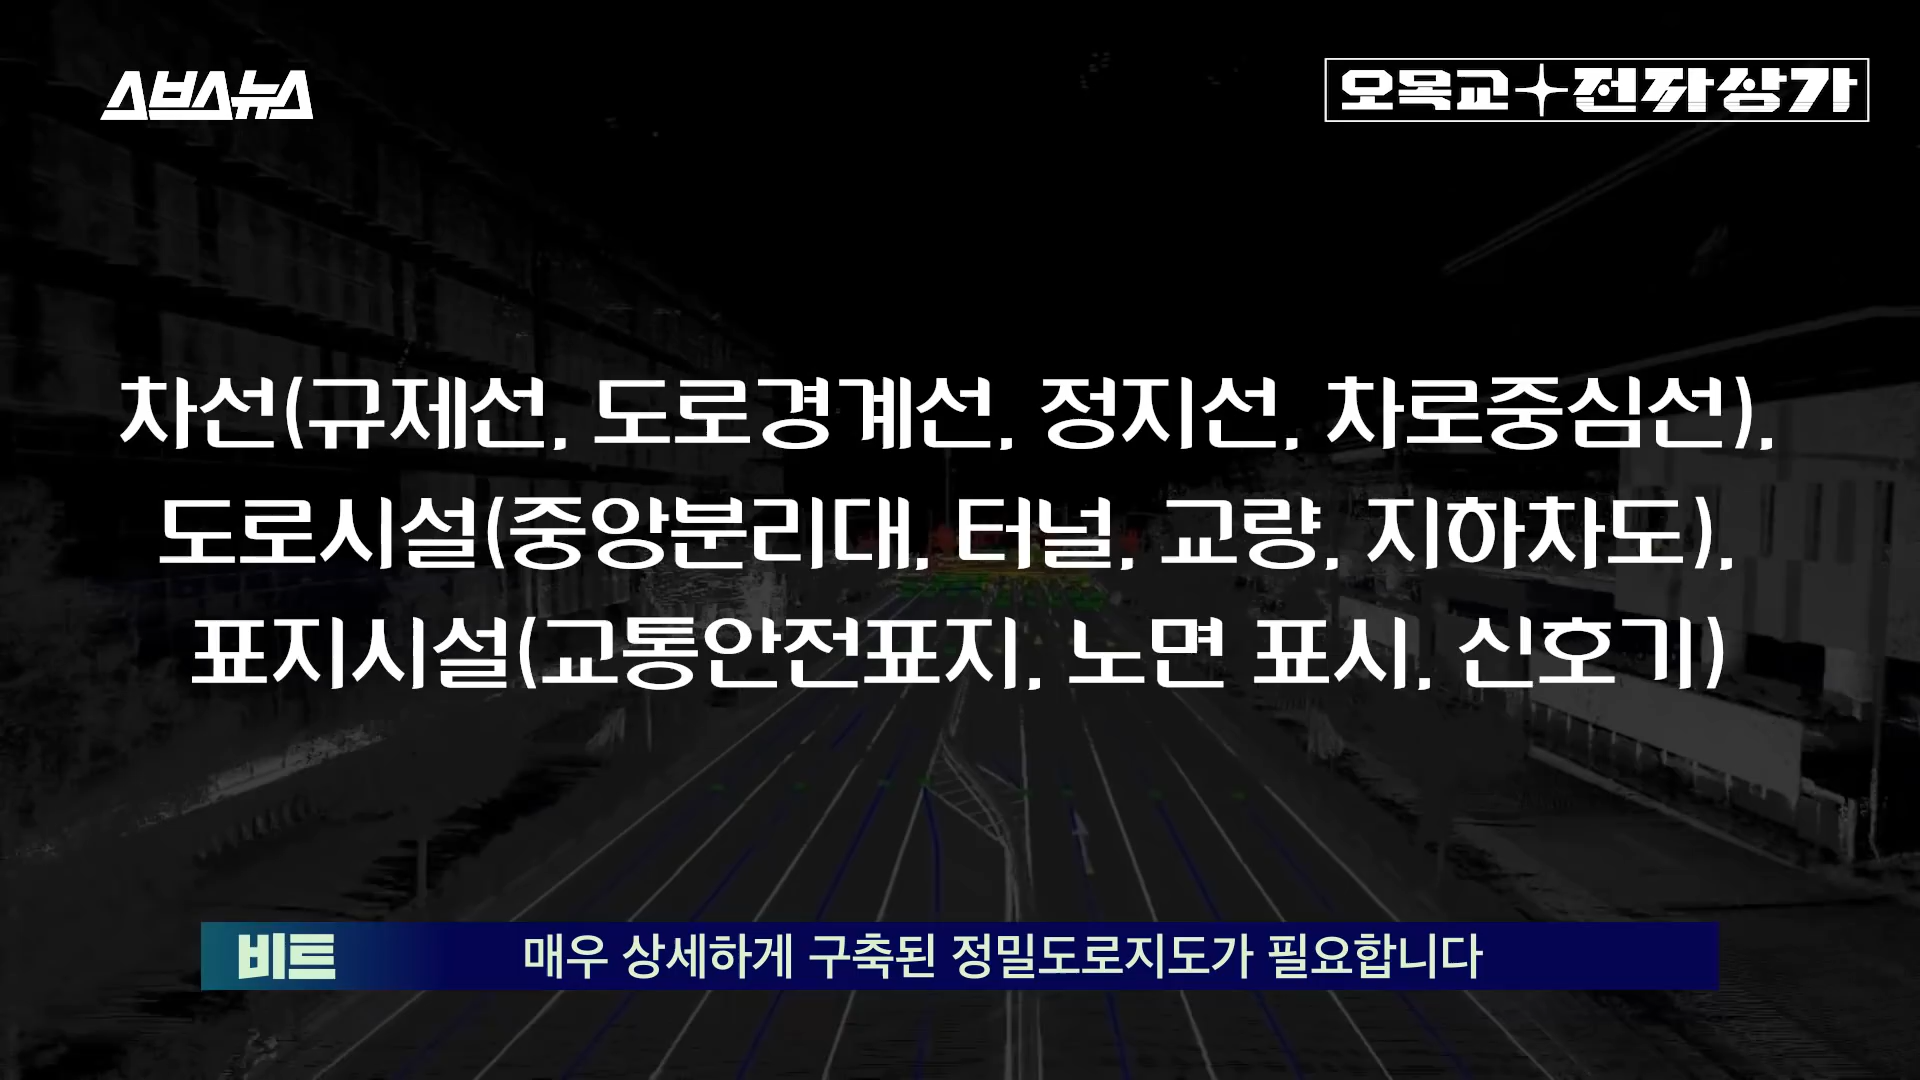 스브스뉴스
오목교 전자상가
차선(규제선, 도로경계선, 정지선, 차로중심선),
도로시설(중앙분리대, 터널, 교량, 지하차도),
표지시설(교통안전표지, 노면 표시, 신호기)
비트
매우 상세하게 구축된 정밀도로지도가 필요합니다